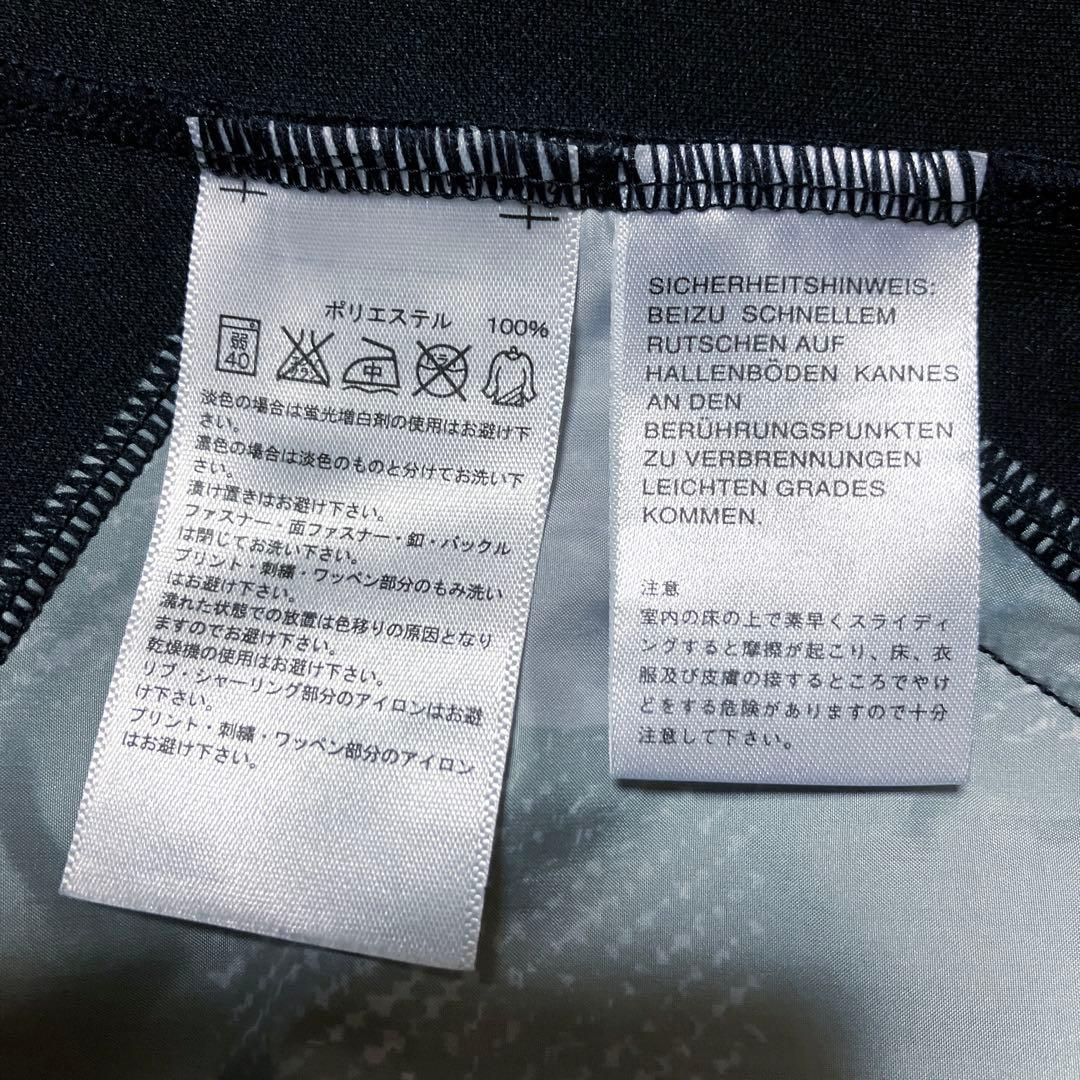 ポリエステル 100%
弱
40
中
淡色の場合は蛍光増白剤の使用はお避け下
さい。
濃色の場合は淡色のものと分けてお洗い下
さい。
漬け置きはお避け下さい。
ファスナー・面ファスナー・釦・バックル
は閉じてお洗い下さい。
プリント・刺繍・ワッペン部分のもみ洗い
はお避け下さい。
濡れた状態での放置は色移りの原因となり
ますのでお避け下さい。
乾燥機の使用はお避け下さい。
リブ・シャーリング部分のアイロンはお避
け下さい。
プリント・刺繍・ワッペン部分のアイロン
はお避け下さい。
SICHERHEITSHINWEIS:
BEIZU SCHNELLEM
RUTSCHEN AUF
HALLENBÖDEN KANNES
AN DEN
BERÜHRUNGSPUNKTEN
ZU VERBRENNUNGEN
LEICHTEN GRADES
KOMMEN.
注意
室内の床の上で素早くスライディ
ングすると摩擦が起こり、床、衣
服及び皮膚の接するところでやけ
どをする危険がありますので十分
注意して下さい。